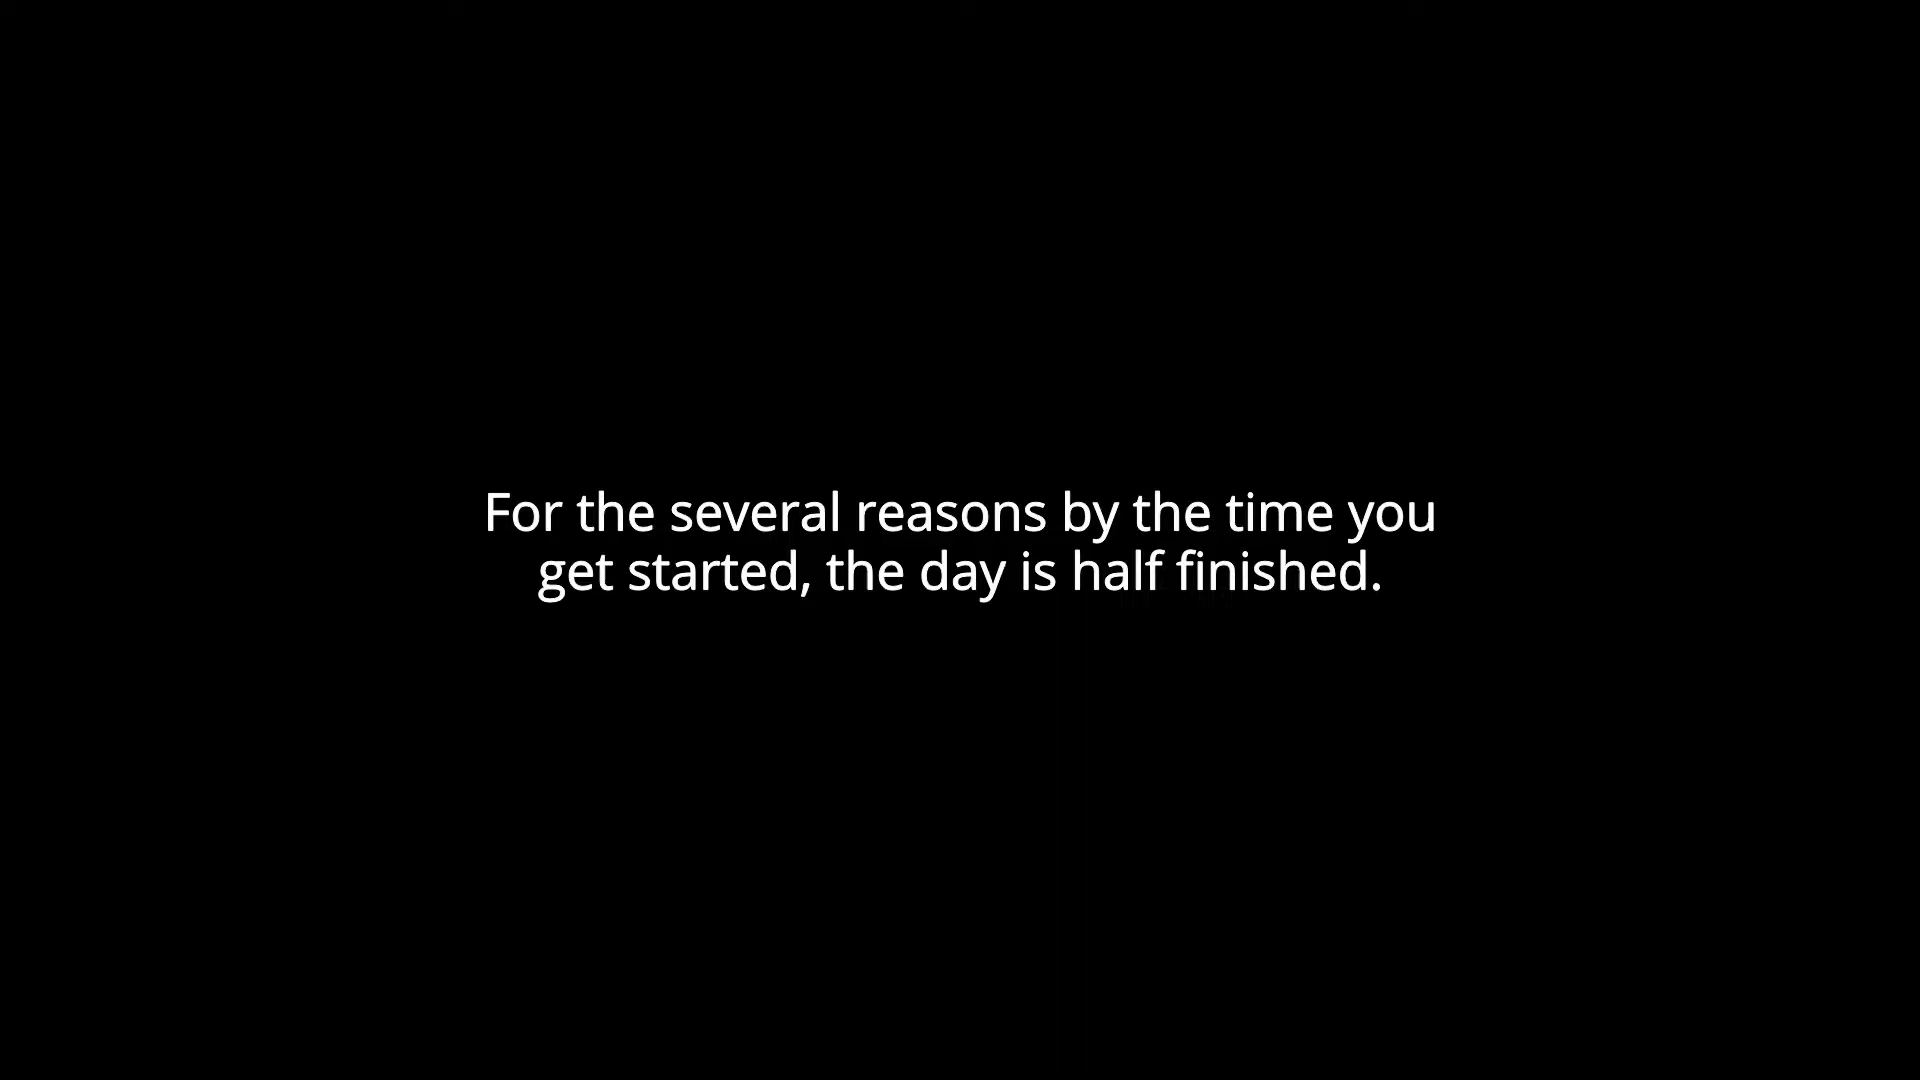 For the several reasons by the time you
get started, the day is half finished.